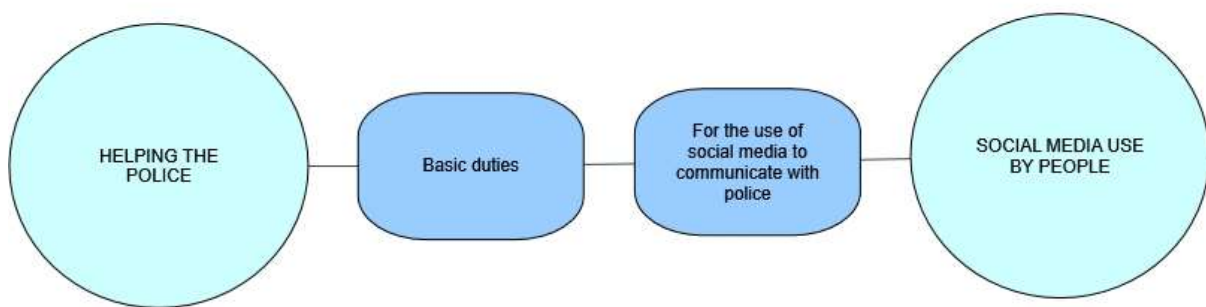 HELPING THE
POLICE
Basic duties
For the use of
social media to
communicate with
police
SOCIAL MEDIA USE
BY PEOPLE